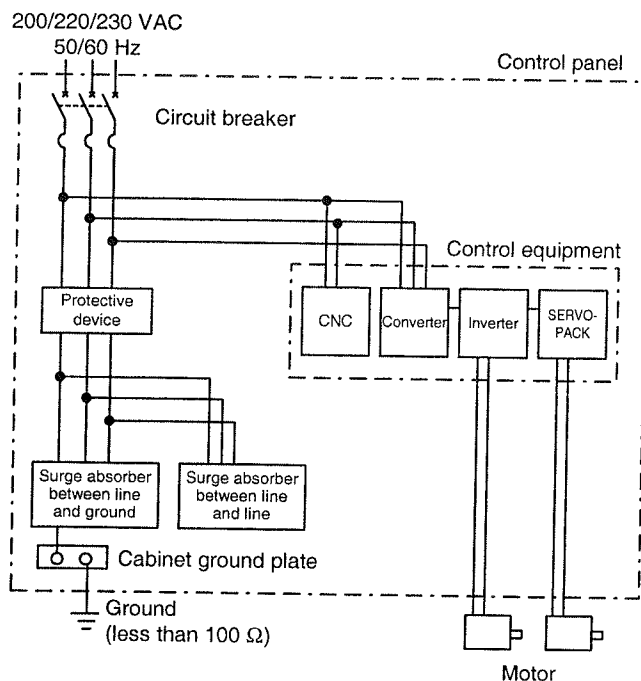 200/220/230 VAC
50/60 Hz
Control panel
Circuit breaker
Control equipment
Protective
device
CNC
Converter
Inverter
SERVO-
PACK
Surge absorber
between line
and ground
Surge absorber
between line
and line
Cabinet ground plate
Ground
(less than 100 Ω)
Motor